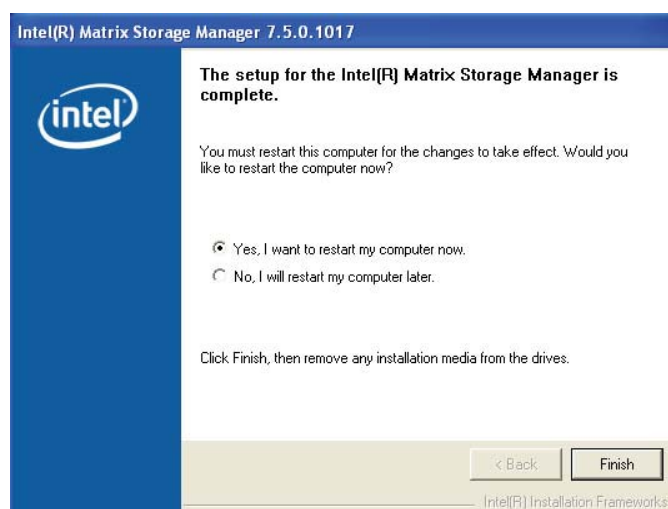 Intel(R) Matrix Storage Manager 7.5.0.1017
intel
The setup for the Intel(R) Matrix Storage Manager is
complete.
You must restart this computer for the changes to take effect. Would you
like to restart the computer now?
Yes, I want to restart my computer now.
No, I will restart my computer later.
Click Finish, then remove any installation media from the drives.
< Back
Finish
Intel(R) Installation Frameworks